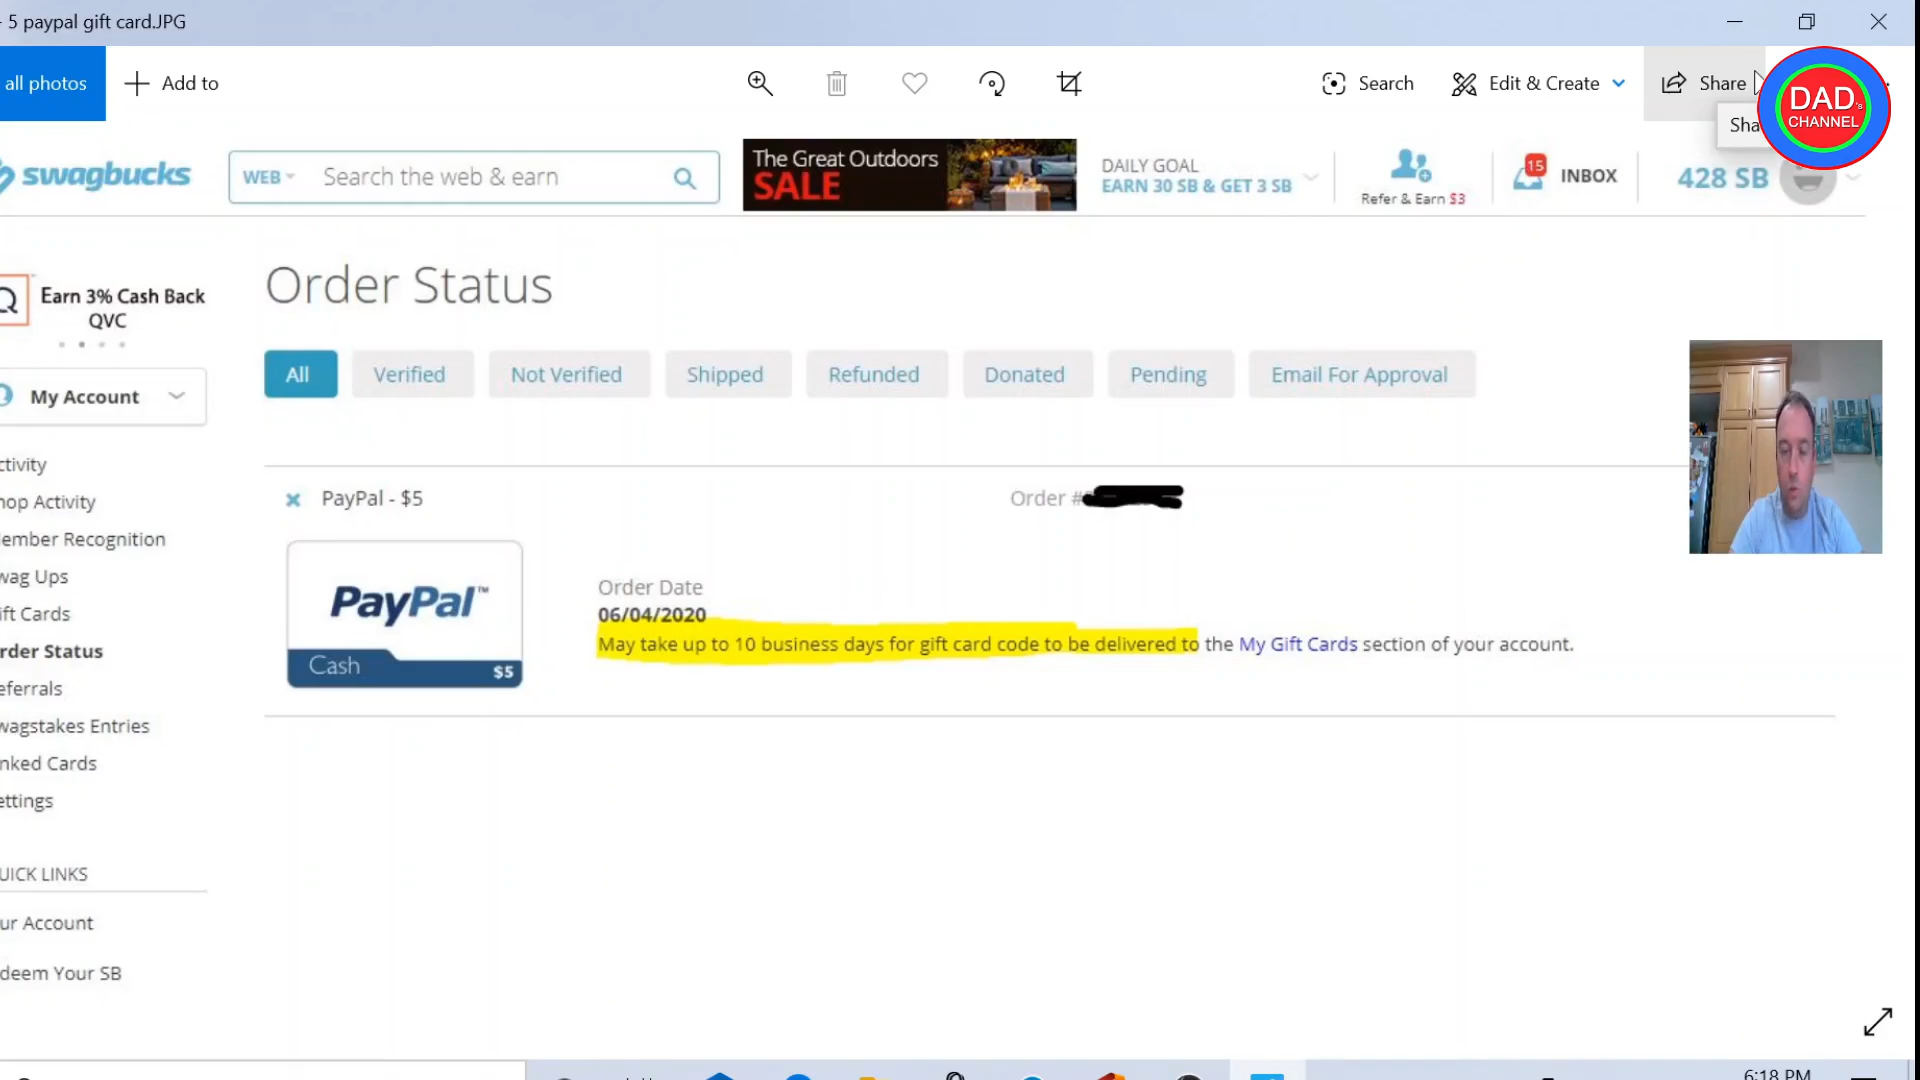 - 5 paypal gift card.JPG
all photos
Add to
Search
Edit & Create
Share
Sha
DAD's
CHANNEL
swagbucks
WEB
Search the web & earn
The Great Outdoors
SALE
DAILY GOAL
EARN 30 SB & GET 3 SB
Refer & Earn $3
15
INBOX
428 SB
Earn 3% Cash Back
QVC
My Account
ctivity
hop Activity
ember Recognition
wag Ups
ift Cards
rder Status
eferrals
wagstakes Entries
nked Cards
ettings
UICK LINKS
ur Account
deem Your SB
Order Status
All
Verified
Not Verified
Shipped
Refunded
Donated
Pending
Email For Approval
PayPal - $5
Order #
PayPal™
Cash
$5
Order Date
06/04/2020
May take up to 10 business days for gift card code to be delivered to the My Gift Cards section of your account.
6:18 PM